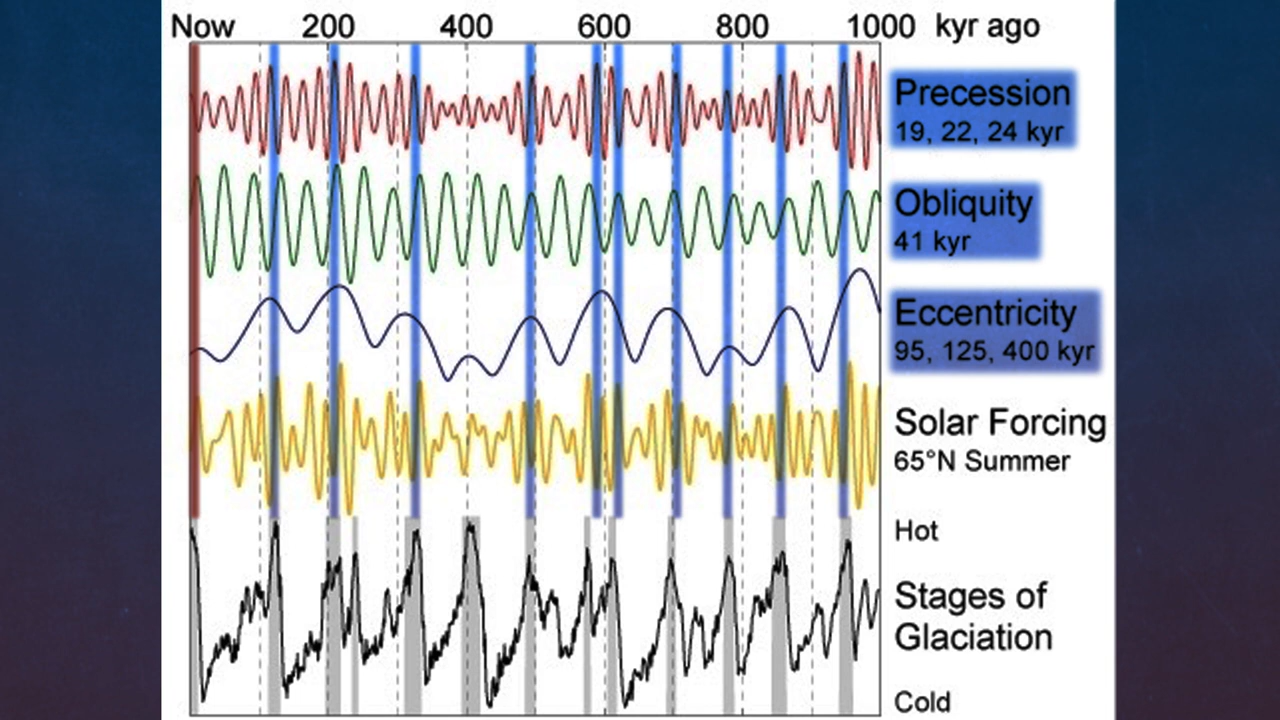 Now 200 400 600 800 1000 kyr ago
Precession
19, 22, 24 kyr
Obliquity
41 kyr
Eccentricity
95, 125, 400 kyr
Solar Forcing
65°N Summer
Hot
Stages of
Glaciation
Cold